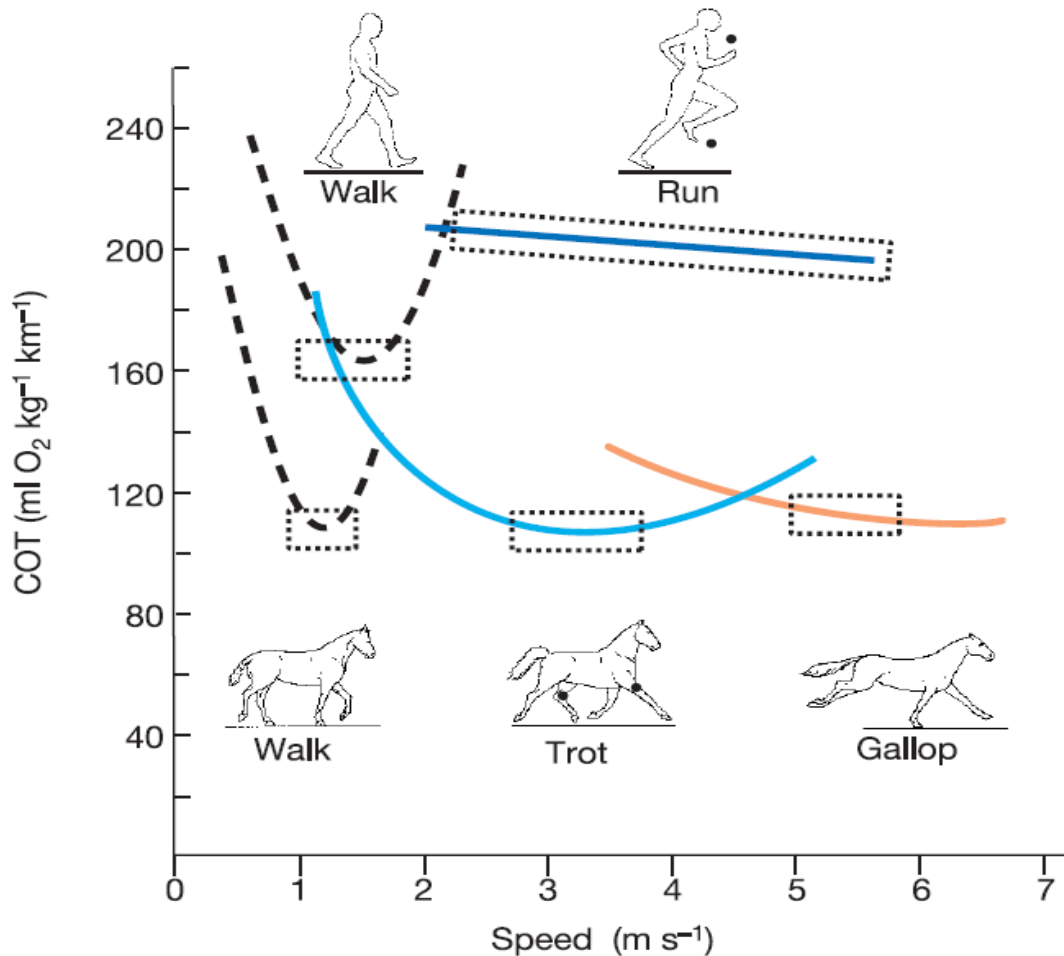 Walk
Run
240
200
160
120
80
40
COT (ml O₂ kg⁻¹ km⁻¹)
Walk
Trot
Gallop
0 1 2 3 4 5 6 7
Speed (m s⁻¹)